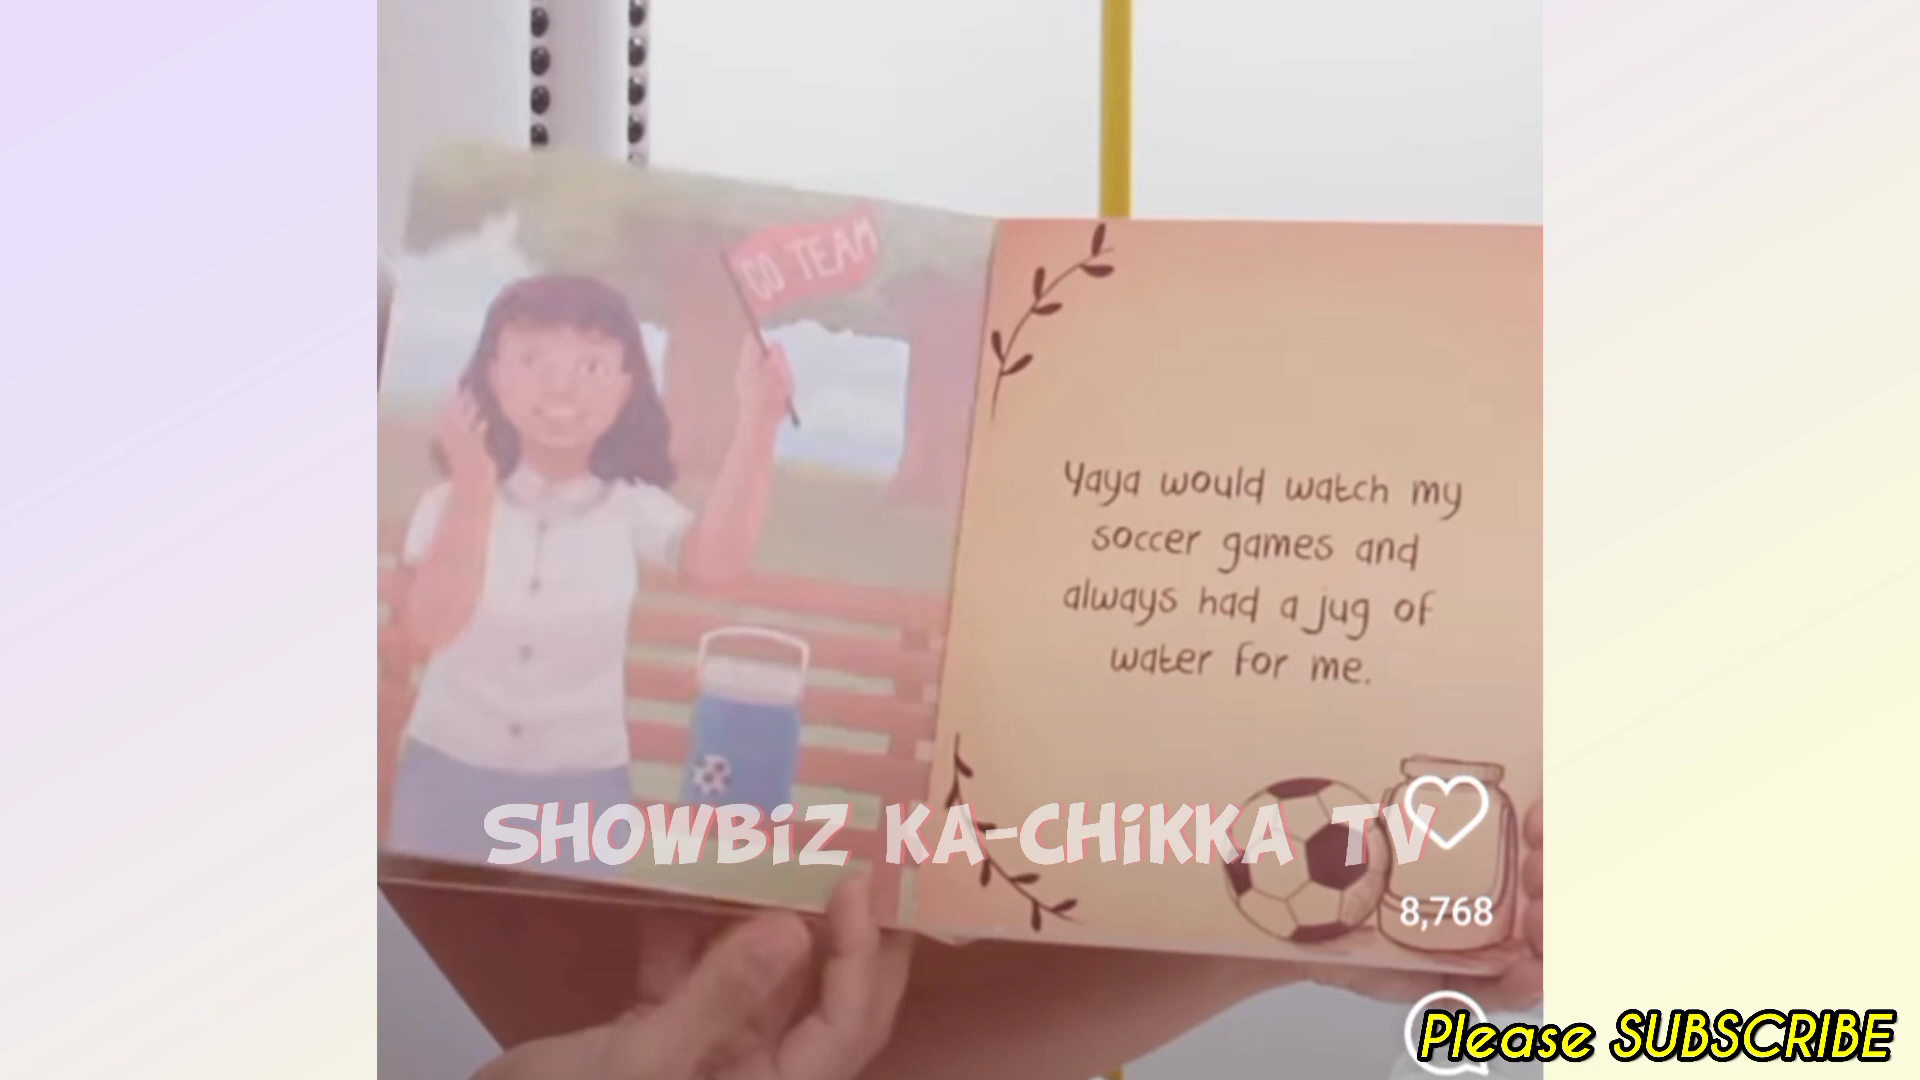 GO TEAM
Yaya would watch my
soccer games and
always had a jug of
water for me.
SHOWBiZ KA-CHiKKA TV
8,768
Please SUBSCRIBE